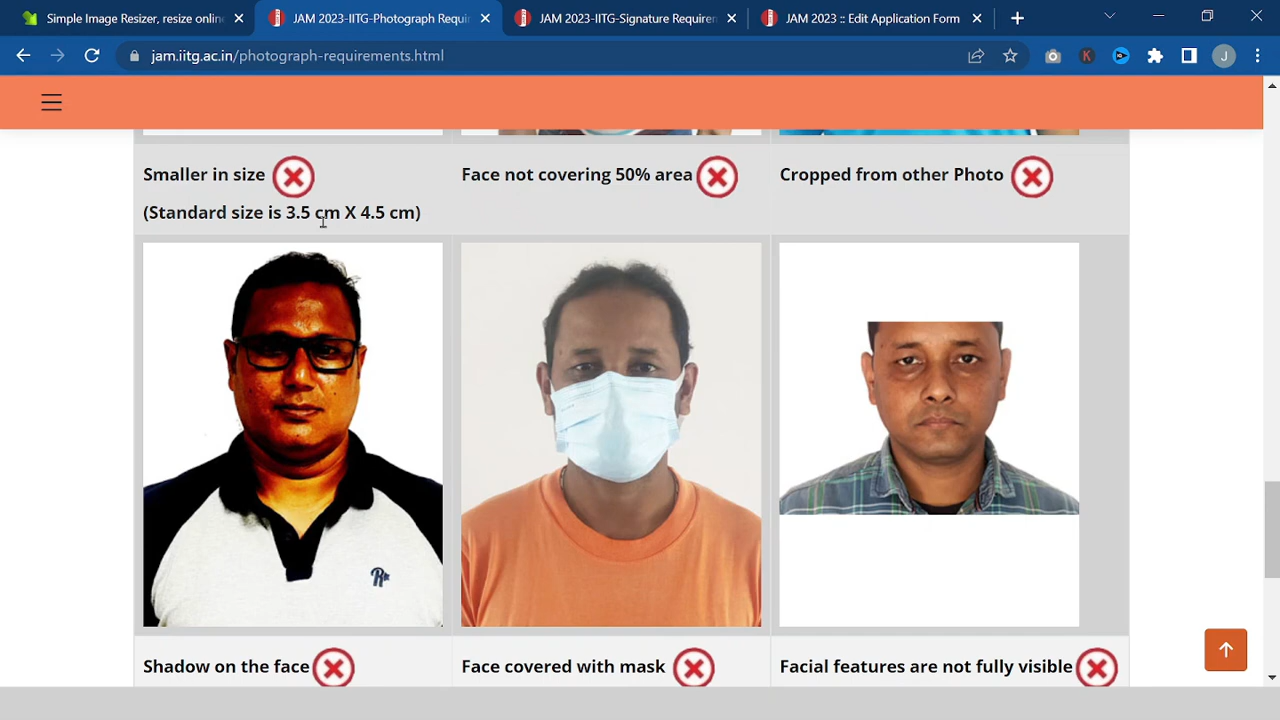 Simple Image Resizer, resize onlin
JAM 2023-IITG-Photograph Requir
JAM 2023-IITG-Signature Requirem
JAM 2023 :: Edit Application Form
jam.iitg.ac.in/photograph-requirements.html
K
J
Smaller in size
(Standard size is 3.5 cm X 4.5 cm)
Face not covering 50% area
Cropped from other Photo
R
Shadow on the face
Face covered with mask
Facial features are not fully visible